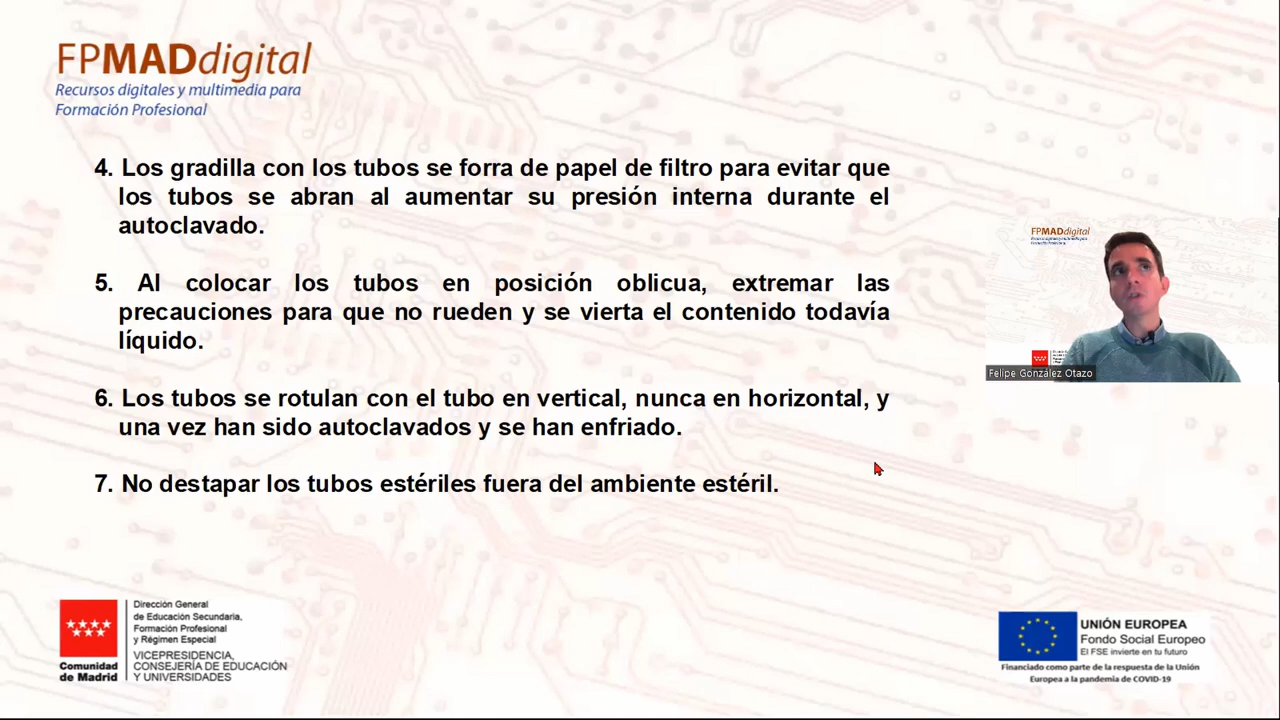 FPMADdigital
Recursos digitales y multimedia para
Formación Profesional
4. Los gradilla con los tubos se forra de papel de filtro para evitar que
los tubos se abran al aumentar su presión interna durante el
autoclavado.
5. Al colocar los tubos en posición oblicua, extremar las
precauciones para que no rueden y se vierta el contenido todavía
líquido.
6. Los tubos se rotulan con el tubo en vertical, nunca en horizontal, y
una vez han sido autoclavados y se han enfriado.
7. No destapar los tubos estériles fuera del ambiente estéril.
FPMADdigital
Felipe González Otazo
Comunidad
de Madrid
Dirección General
de Educación Secundaria,
Formación Profesional
y Régimen Especial
VICEPRESIDENCIA,
CONSEJERÍA DE EDUCACIÓN
Y UNIVERSIDADES
UNIÓN EUROPEA
Fondo Social Europeo
El FSE invierte en tu futuro
Financiado como parte de la respuesta de la Unión
Europea a la pandemia de COVID-19